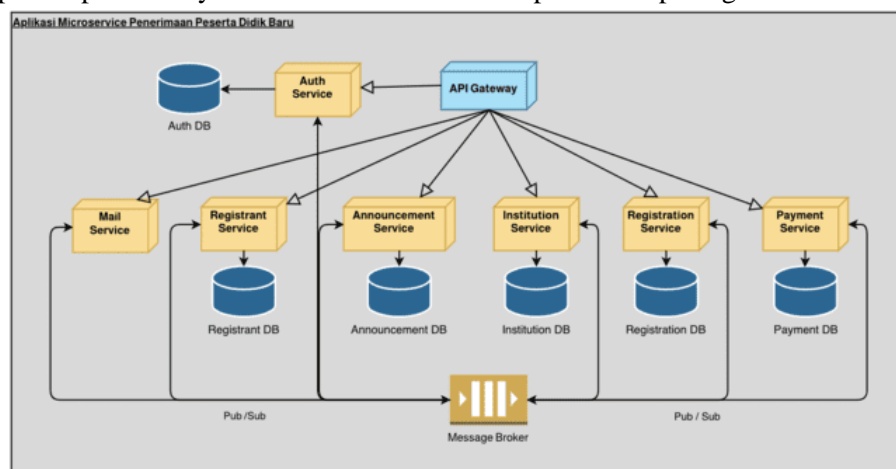 Aplikasi Microservice Penerimaan Peserta Didik Baru
Auth
Service
API Gateway
Auth DB
Mail
Service
Registrant
Service
Announcement
Service
Institution
Service
Registration
Service
Payment
Service
Registrant DB
Announcement DB
Institution DB
Registration DB
Payment DB
Pub /Sub
Pub / Sub
Message Broker